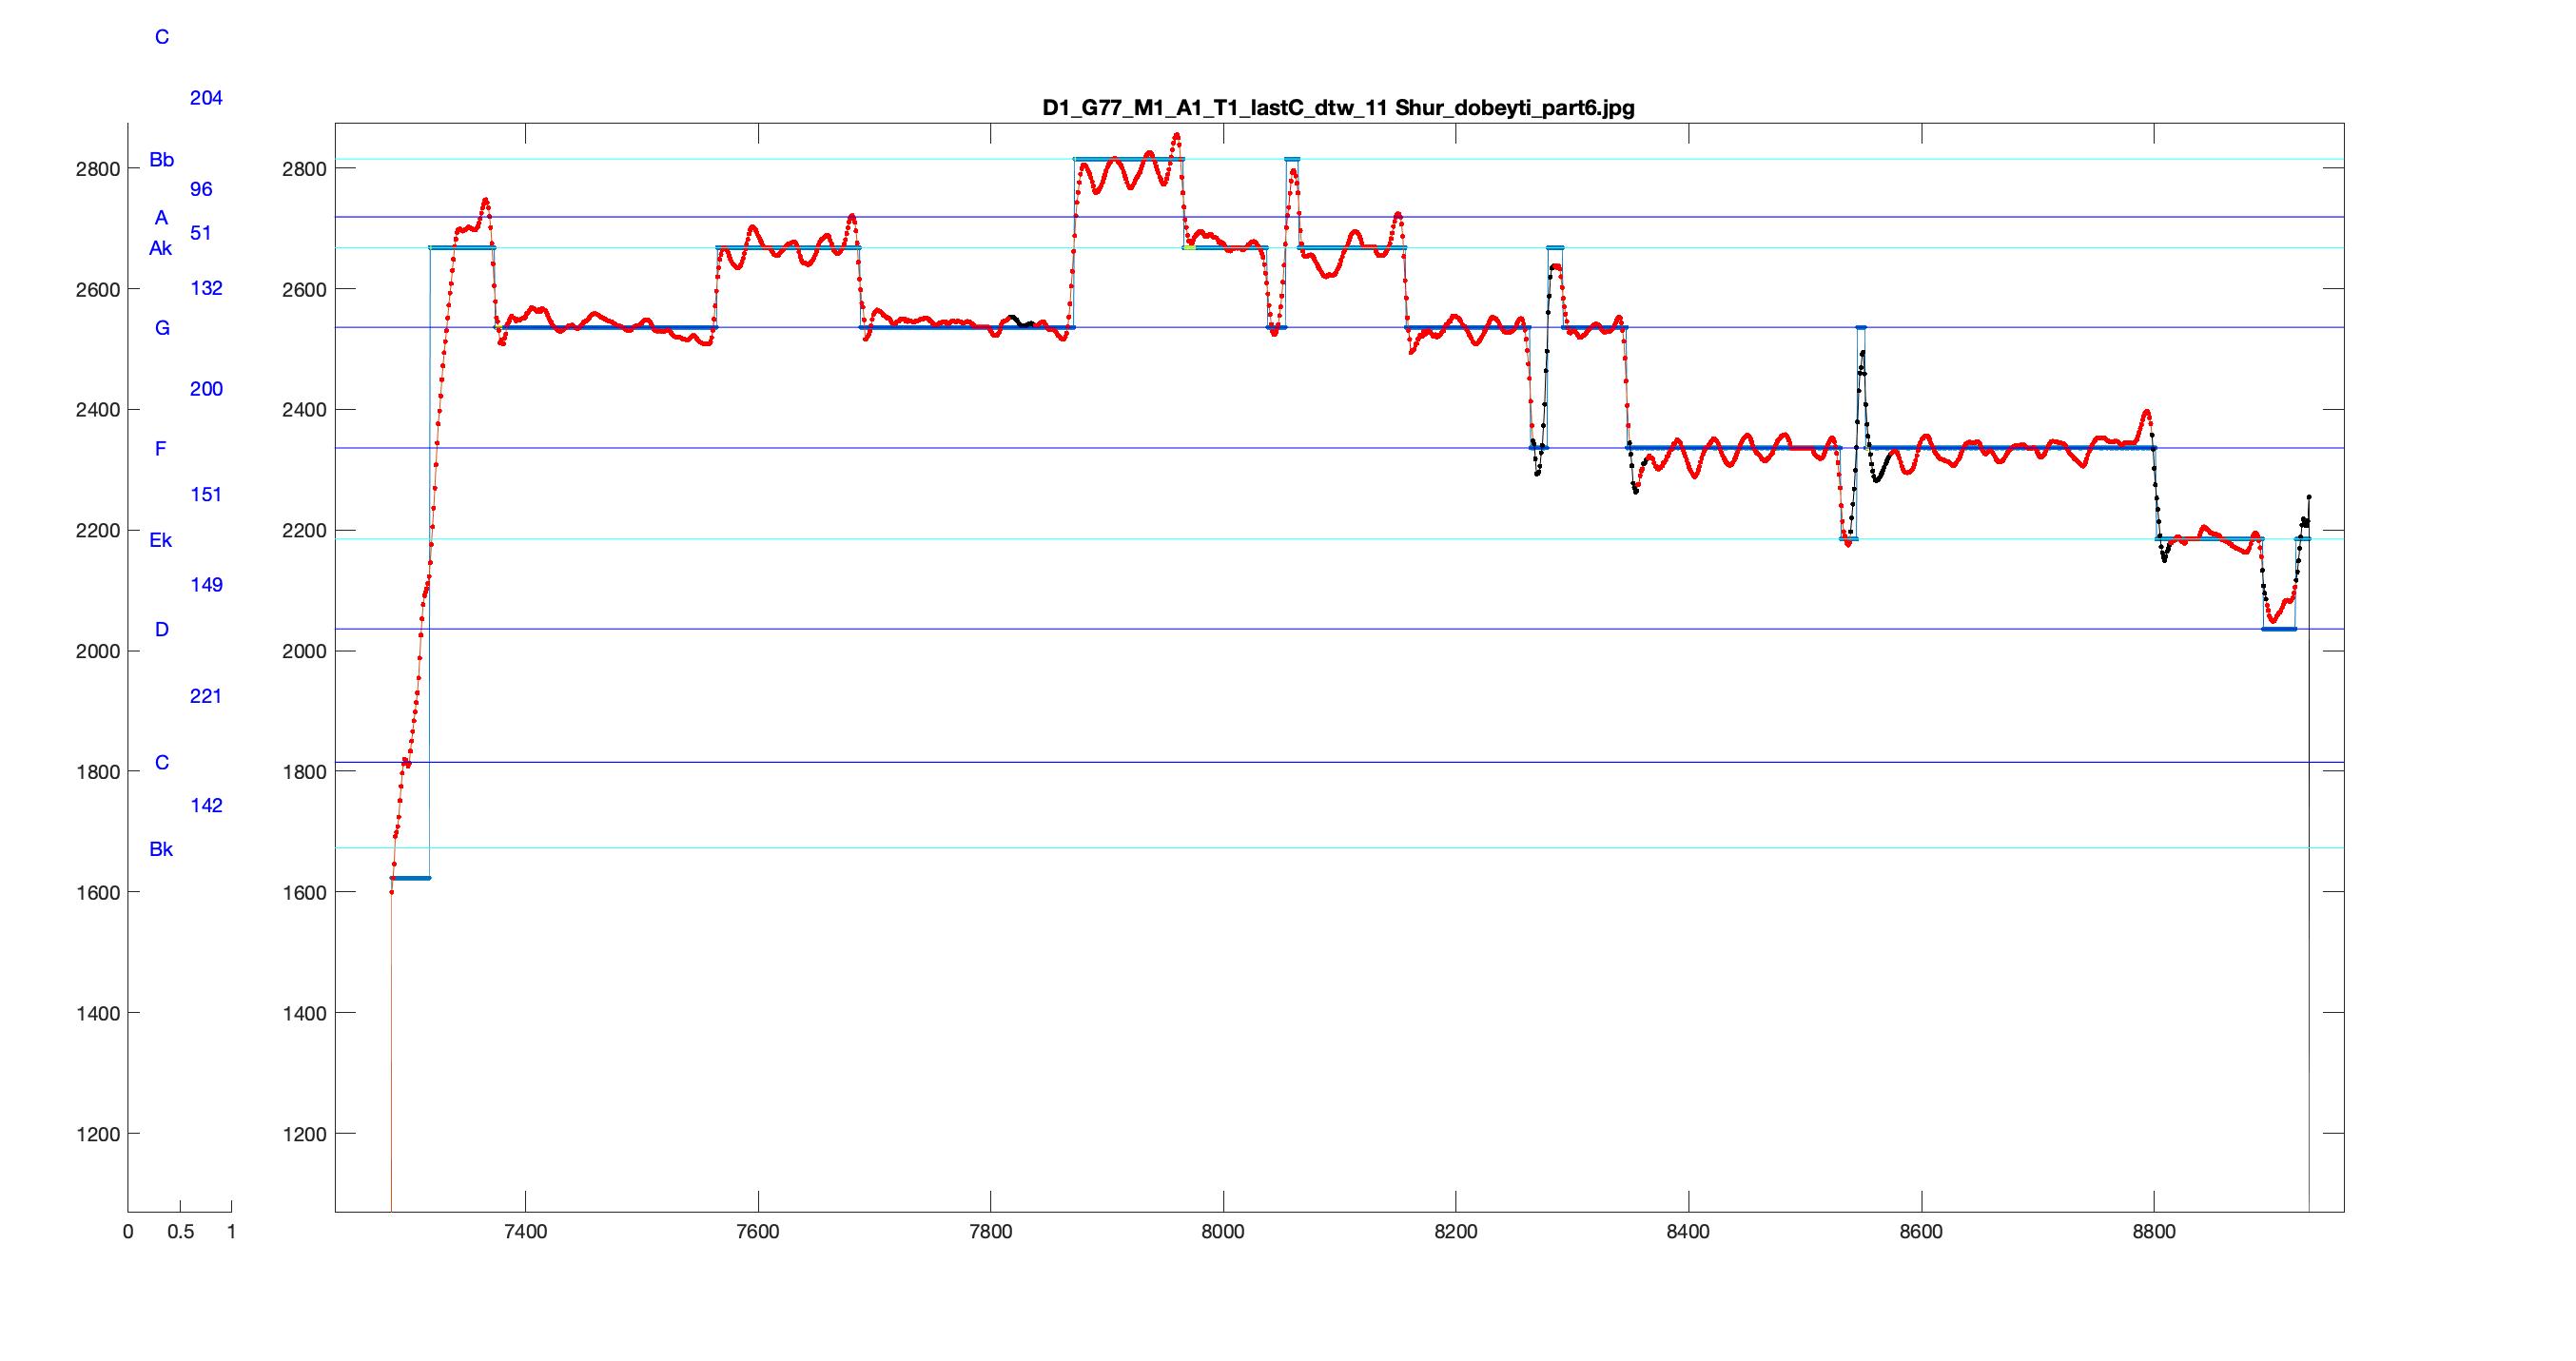 C
204
D1_G77_M1_A1_T1_lastC_dtw_11 Shur_dobeyti_part6.jpg
2800 Bb 2800
96
A
51
Ak
132
2600 2600
G
200
2400 2400
F
151
2200 Ek 2200
149
D
2000 2000
221
C
1800 1800
142
Bk
1600 1600
1400 1400
1200 1200
0 0.5 1 7400 7600 7800 8000 8200 8400 8600 8800